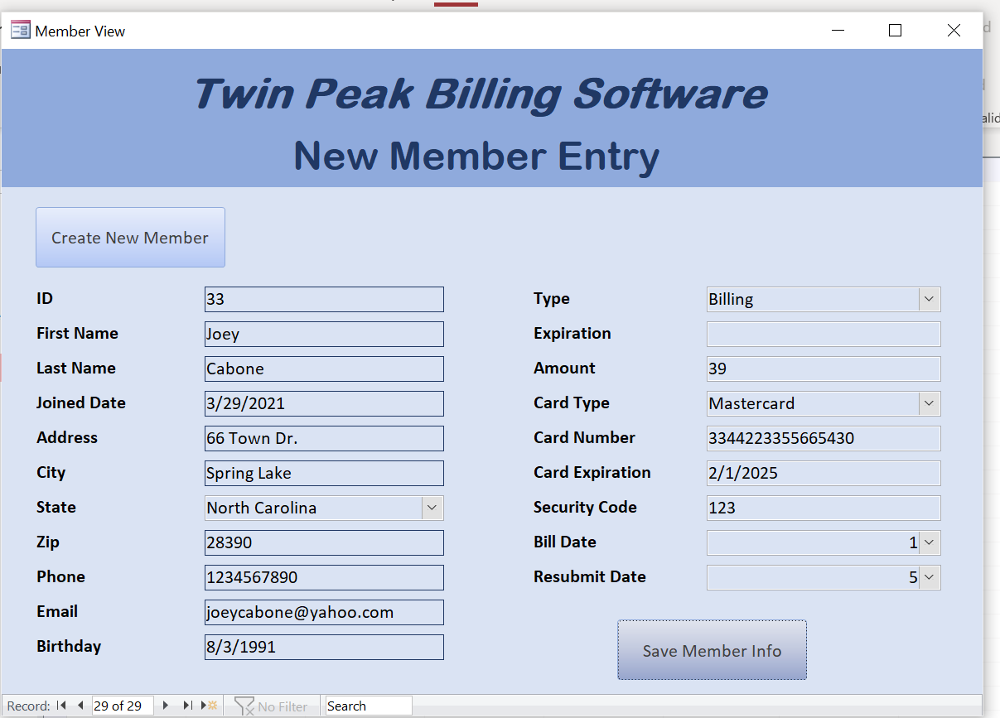 Member View
Twin Peak Billing Software
New Member Entry
Create New Member
ID 33
First Name Joey
Last Name Cabone
Joined Date 3/29/2021
Address 66 Town Dr.
City Spring Lake
State North Carolina
Zip 28390
Phone 1234567890
Email joeycabone@yahoo.com
Birthday 8/3/1991
Type Billing
Expiration
Amount 39
Card Type Mastercard
Card Number 3344223355665430
Card Expiration 2/1/2025
Security Code 123
Bill Date 1
Resubmit Date 5
Save Member Info
Record: 29 of 29 No Filter Search